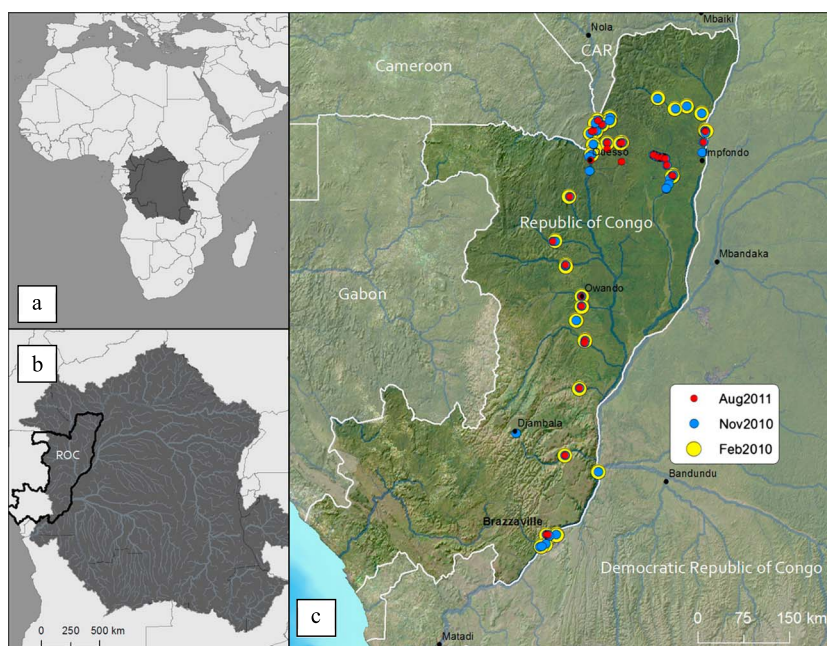 a
b
ROC
0 250 500 km
Nola
Mbaiki
CAR
Cameroon
Ouesso
Impfondo
Republic of Congo
Mbandaka
Gabon
Owando
Aug2011
Nov2010
Feb2010
Djambala
Bandundu
Brazzaville
Democratic Republic of Congo
c
0 75 150 km
Matadi